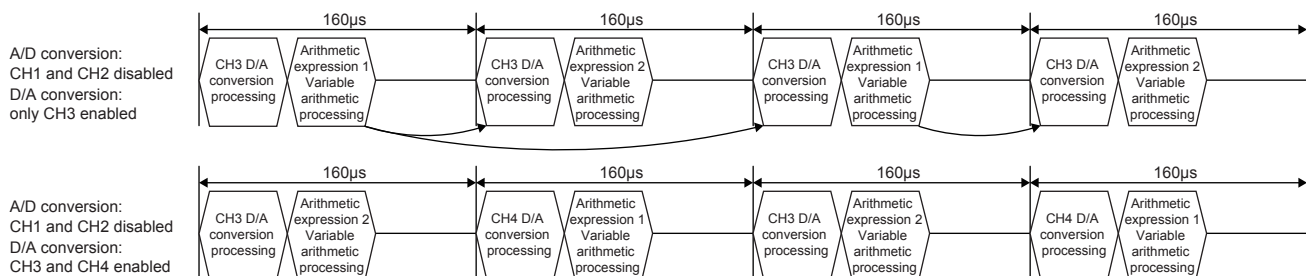 160µs 160µs 160µs 160µs
A/D conversion:
CH1 and CH2 disabled
D/A conversion:
only CH3 enabled
CH3 D/A
conversion
processing
Arithmetic
expression 1
Variable
arithmetic
processing
CH3 D/A
conversion
processing
Arithmetic
expression 2
Variable
arithmetic
processing
CH3 D/A
conversion
processing
Arithmetic
expression 1
Variable
arithmetic
processing
CH3 D/A
conversion
processing
Arithmetic
expression 2
Variable
arithmetic
processing
160µs 160µs 160µs 160µs
A/D conversion:
CH1 and CH2 disabled
D/A conversion:
CH3 and CH4 enabled
CH3 D/A
conversion
processing
Arithmetic
expression 2
Variable
arithmetic
processing
CH4 D/A
conversion
processing
Arithmetic
expression 1
Variable
arithmetic
processing
CH3 D/A
conversion
processing
Arithmetic
expression 2
Variable
arithmetic
processing
CH4 D/A
conversion
processing
Arithmetic
expression 1
Variable
arithmetic
processing